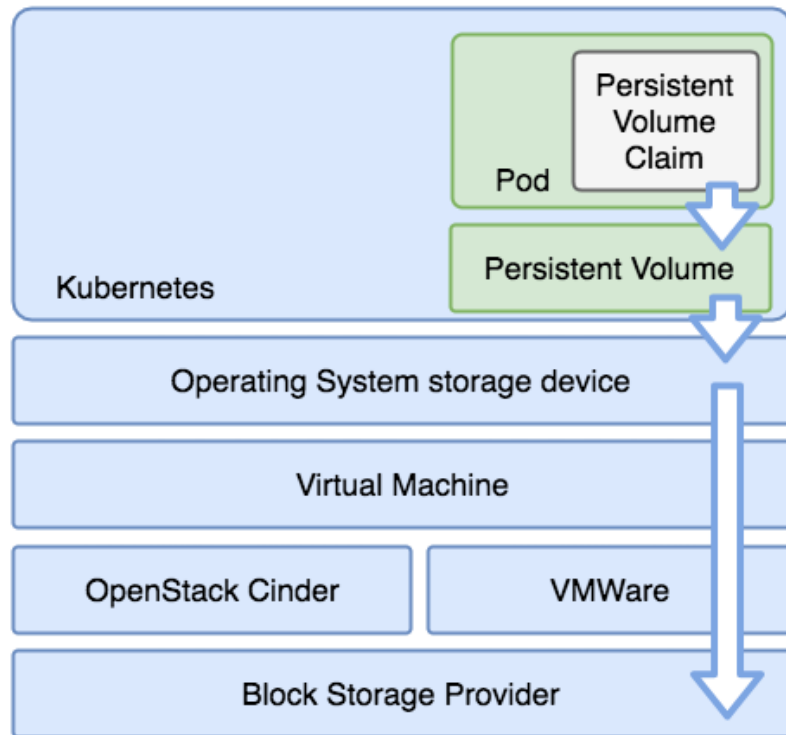 Persistent
Volume
Claim
Pod
Persistent Volume
Kubernetes
Operating System storage device
Virtual Machine
OpenStack Cinder
VMWare
Block Storage Provider